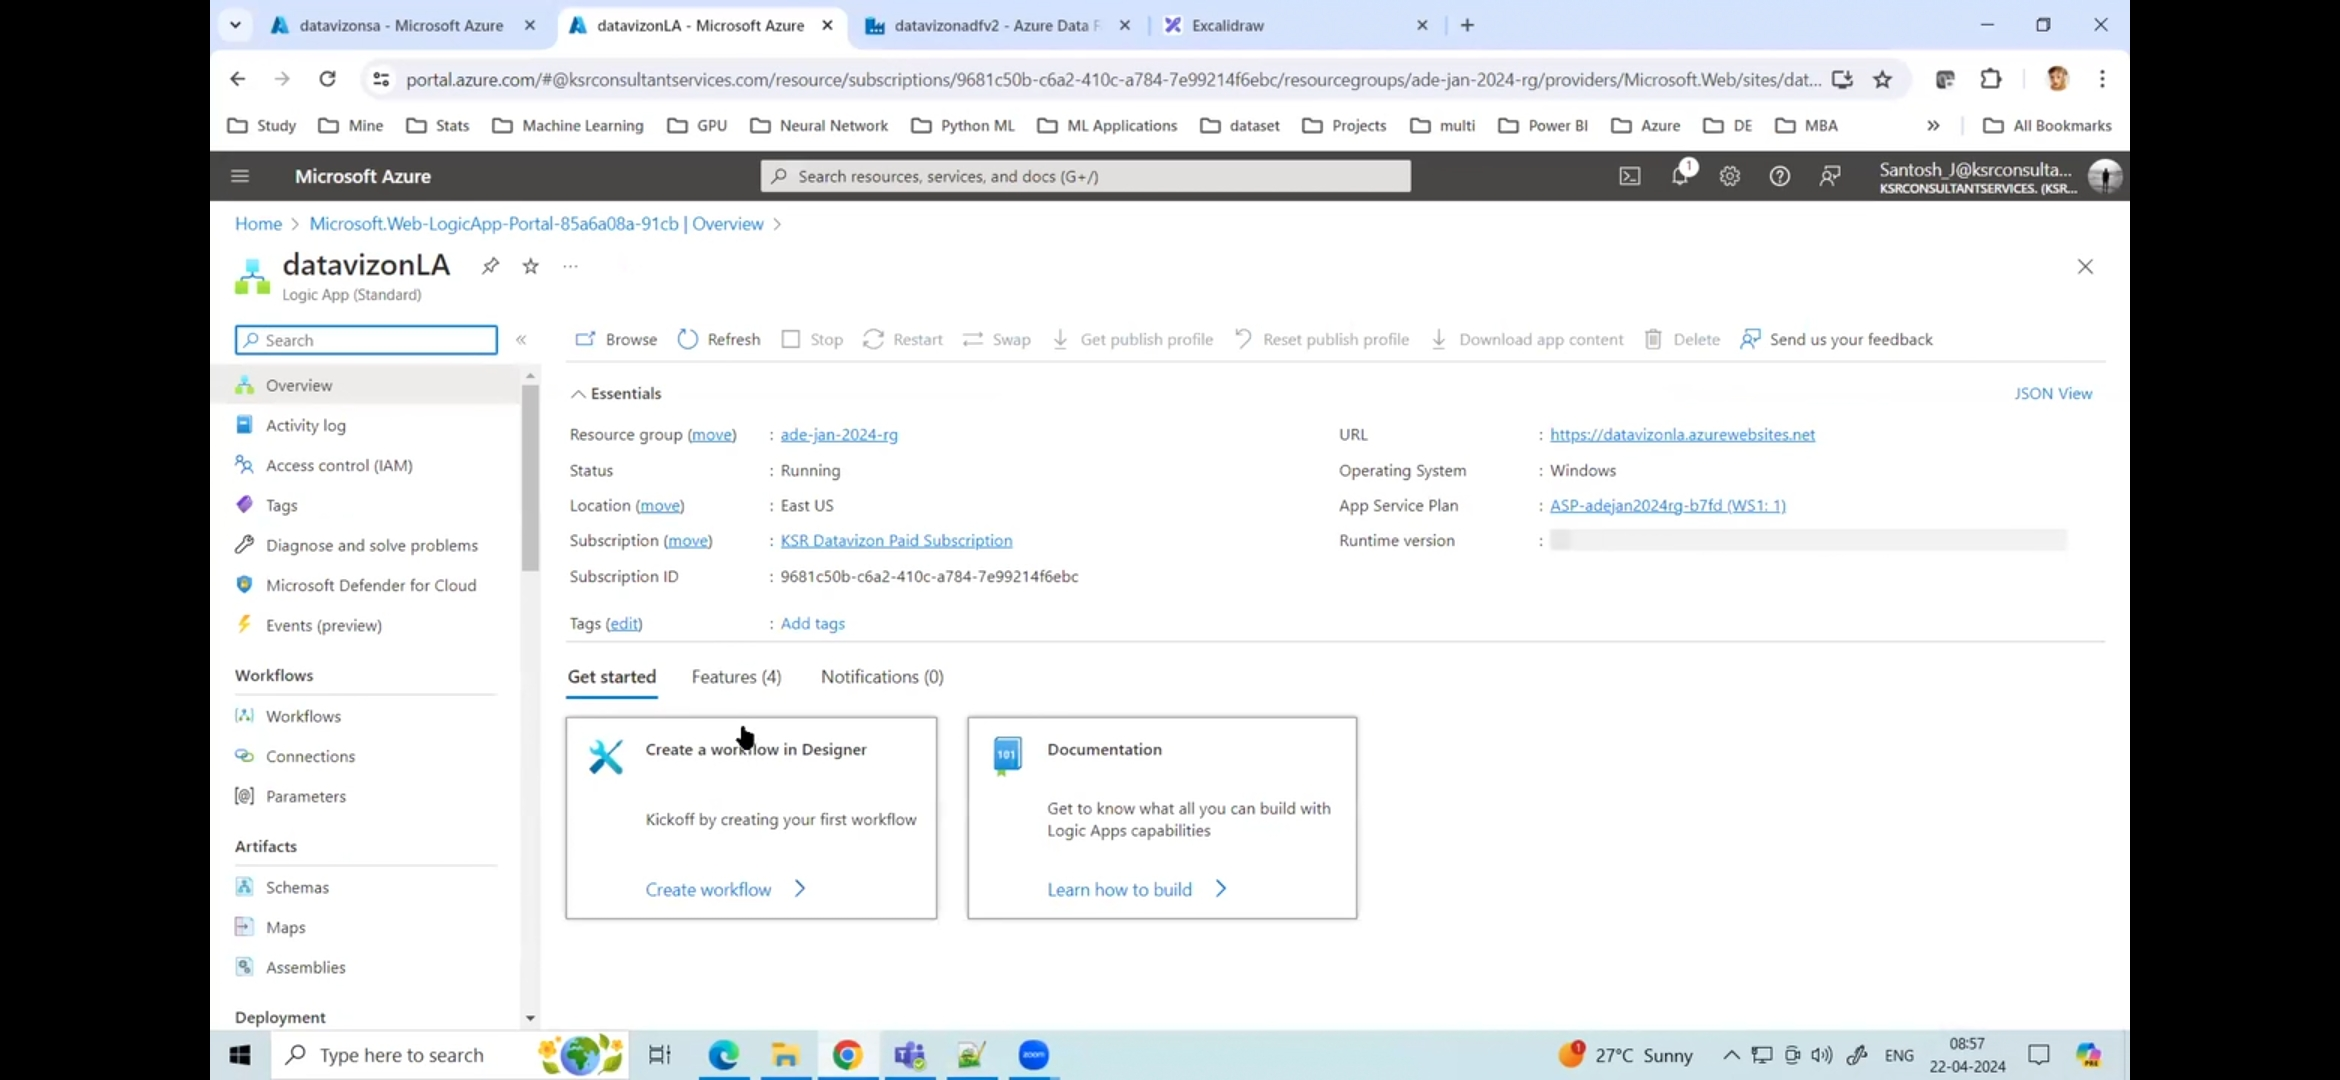 datavizonsa - Microsoft Azure
datavizonLA - Microsoft Azure
datavizonadfv2 - Azure Data F
Excalidraw
portal.azure.com/#@ksrconsultantservices.com/resource/subscriptions/9681c50b-c6a2-410c-a784-7e99214f6ebc/resourcegroups/ade-jan-2024-rg/providers/Microsoft.Web/sites/dat...
Study
Mine
Stats
Machine Learning
GPU
Neural Network
Python ML
ML Applications
dataset
Projects
multi
Power BI
Azure
DE
MBA
»
All Bookmarks
Microsoft Azure
Search resources, services, and docs (G+/)
1
Santosh_J@ksrconsulta...
KSRCONSULTANTSERVICES. (KSR...
Home > Microsoft.Web-LogicApp-Portal-85a6a08a-91cb | Overview >
datavizonLA
Logic App (Standard)
Search
«
Browse
Refresh
Stop
Restart
Swap
Get publish profile
Reset publish profile
Download app content
Delete
Send us your feedback
Overview
Activity log
Access control (IAM)
Tags
Diagnose and solve problems
Microsoft Defender for Cloud
Events (preview)
Workflows
Workflows
Connections
Parameters
Artifacts
Schemas
Maps
Assemblies
Deployment
Essentials
JSON View
Resource group (move) : ade-jan-2024-rg
Status : Running
Location (move) : East US
Subscription (move) : KSR Datavizon Paid Subscription
Subscription ID : 9681c50b-c6a2-410c-a784-7e99214f6ebc
Tags (edit) : Add tags
URL : https://datavizonla.azurewebsites.net
Operating System : Windows
App Service Plan : ASP-adejan2024rg-b7fd (WS1: 1)
Runtime version :
Get started
Features (4)
Notifications (0)
Create a workflow in Designer
Kickoff by creating your first workflow
Create workflow
101
Documentation
Get to know what all you can build with
Logic Apps capabilities
Learn how to build
Type here to search
zoom
1
27°C Sunny
ENG
08:57
22-04-2024
PRE